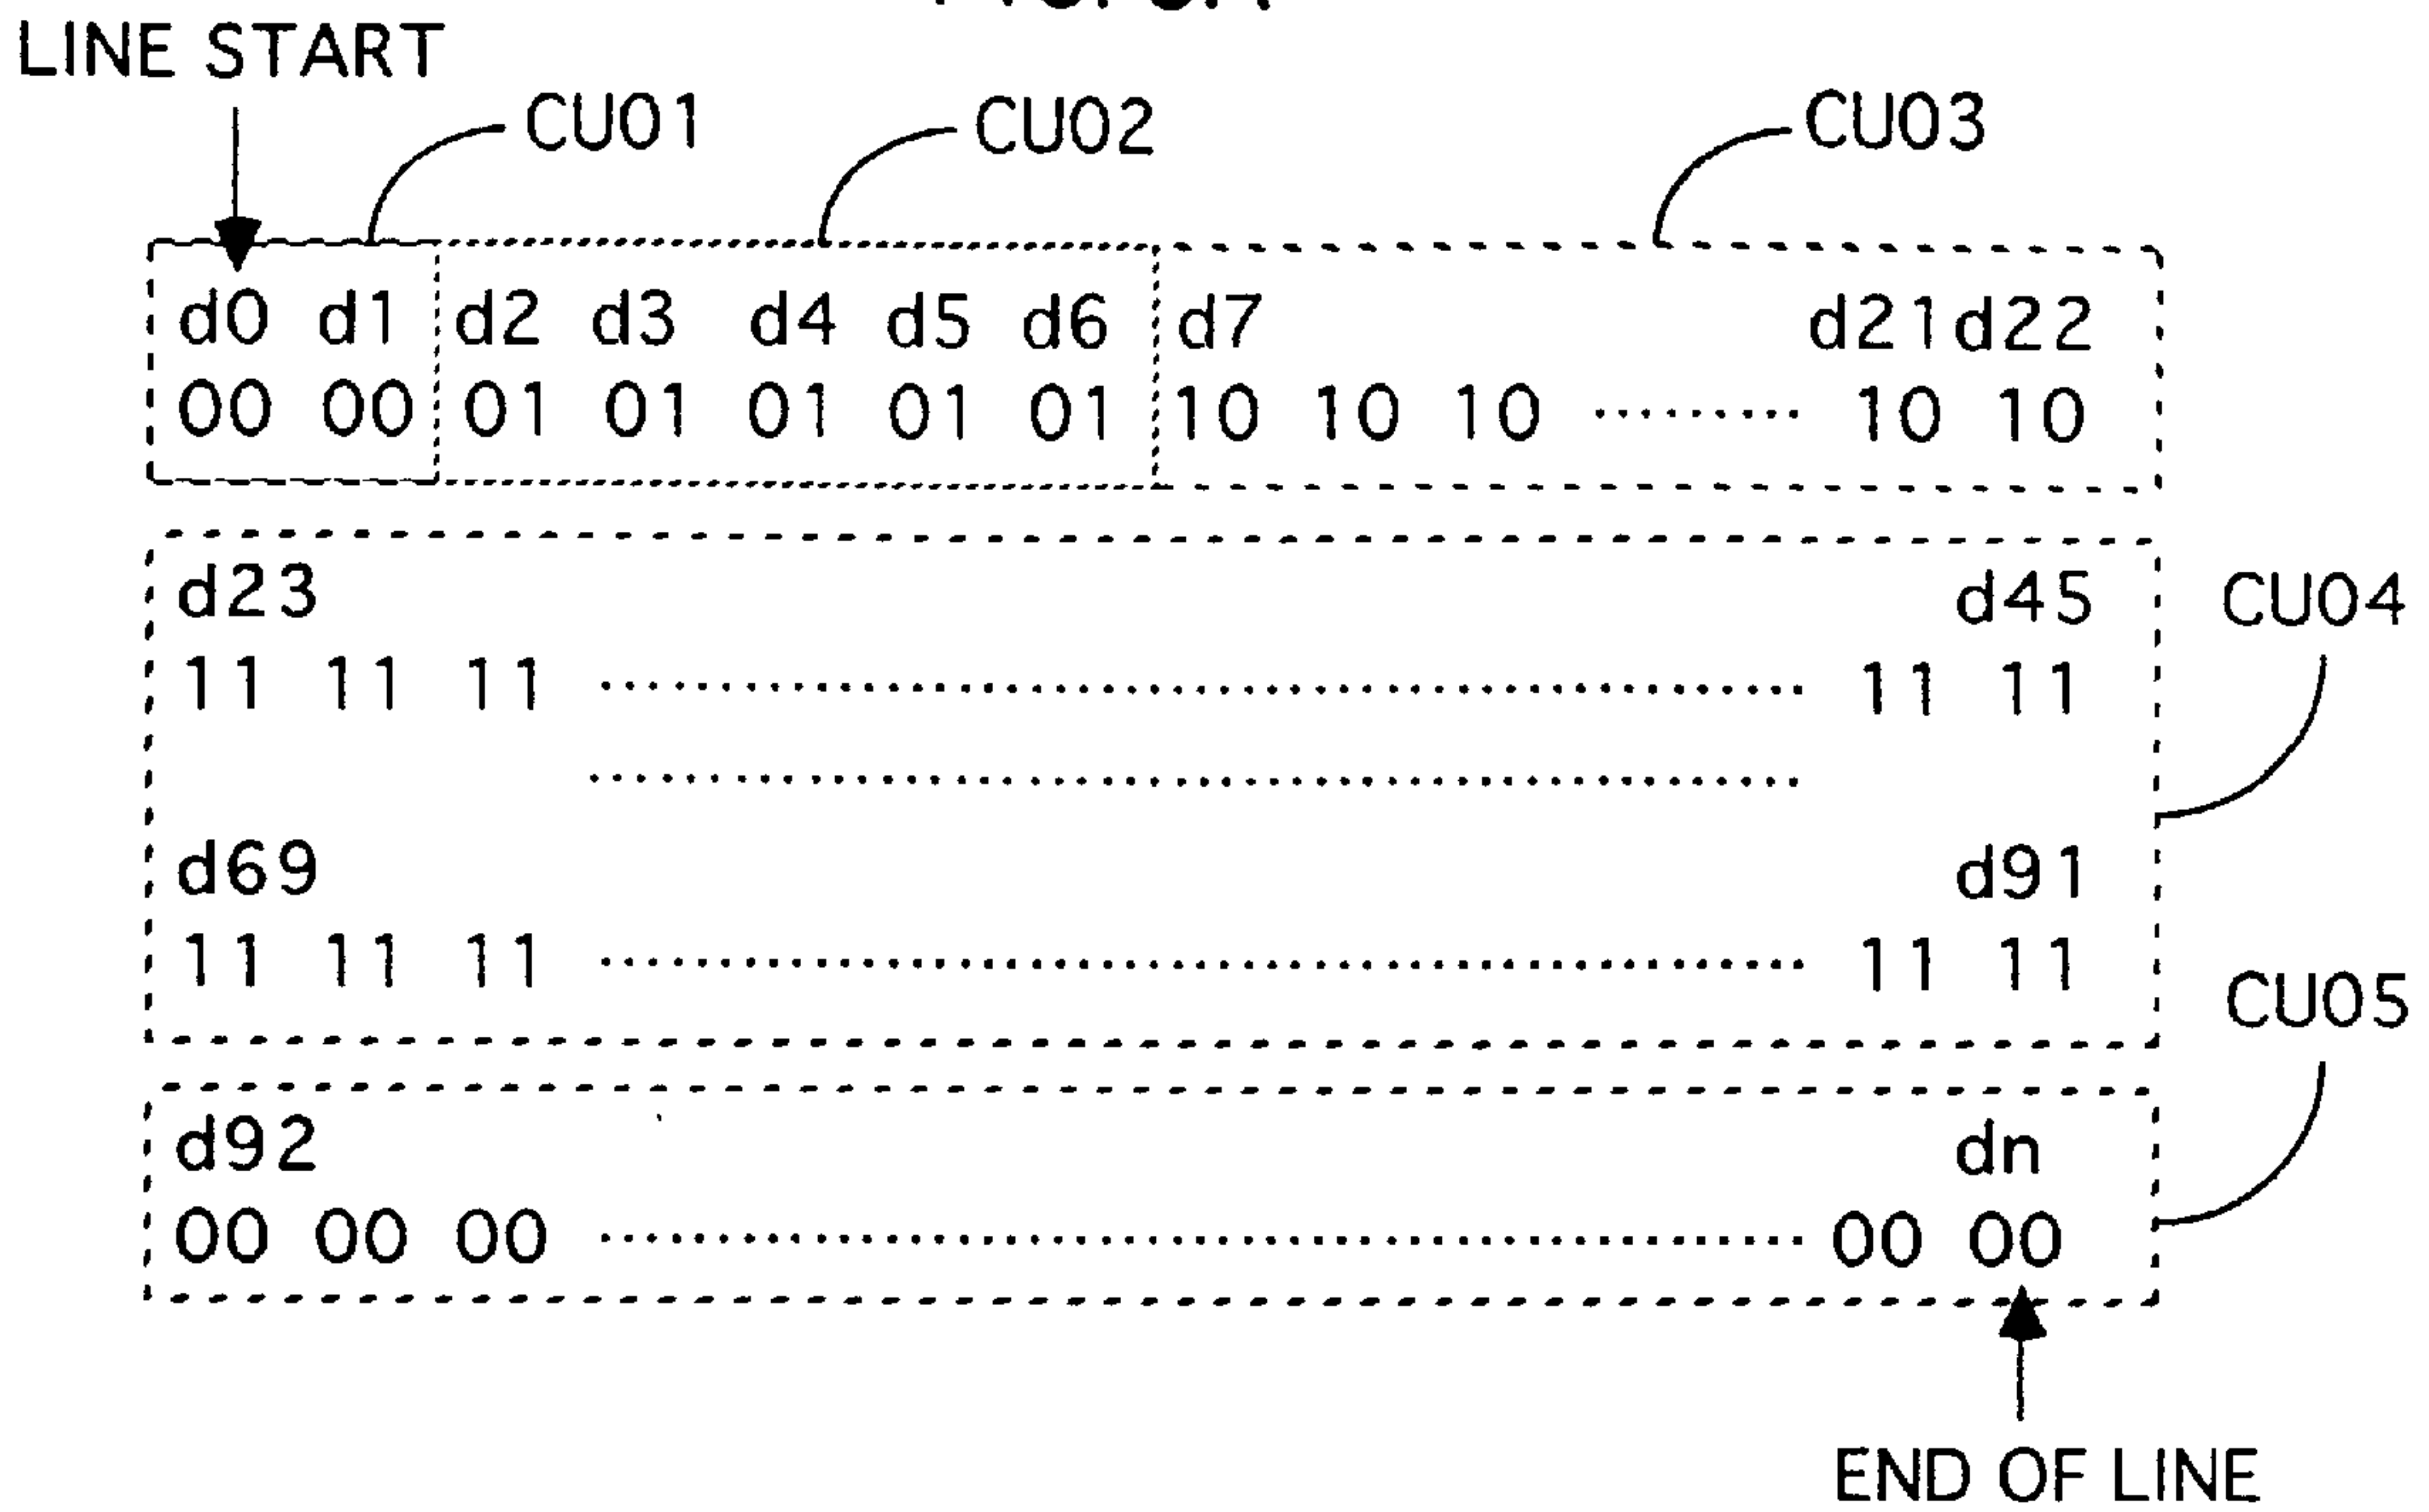 LINE START
CU01 CU02 CU03
d0 d1 d2 d3 d4 d5 d6 d7 d21 d22
00 00 01 01 01 01 01 10 10 10 ........ 10 10
d23 d45
CU04
11 11 11 ........ 11 11
........
d69 d91
11 11 11 ........ 11 11
CU05
d92 dn
00 00 00 ........ 00 00
END OF LINE